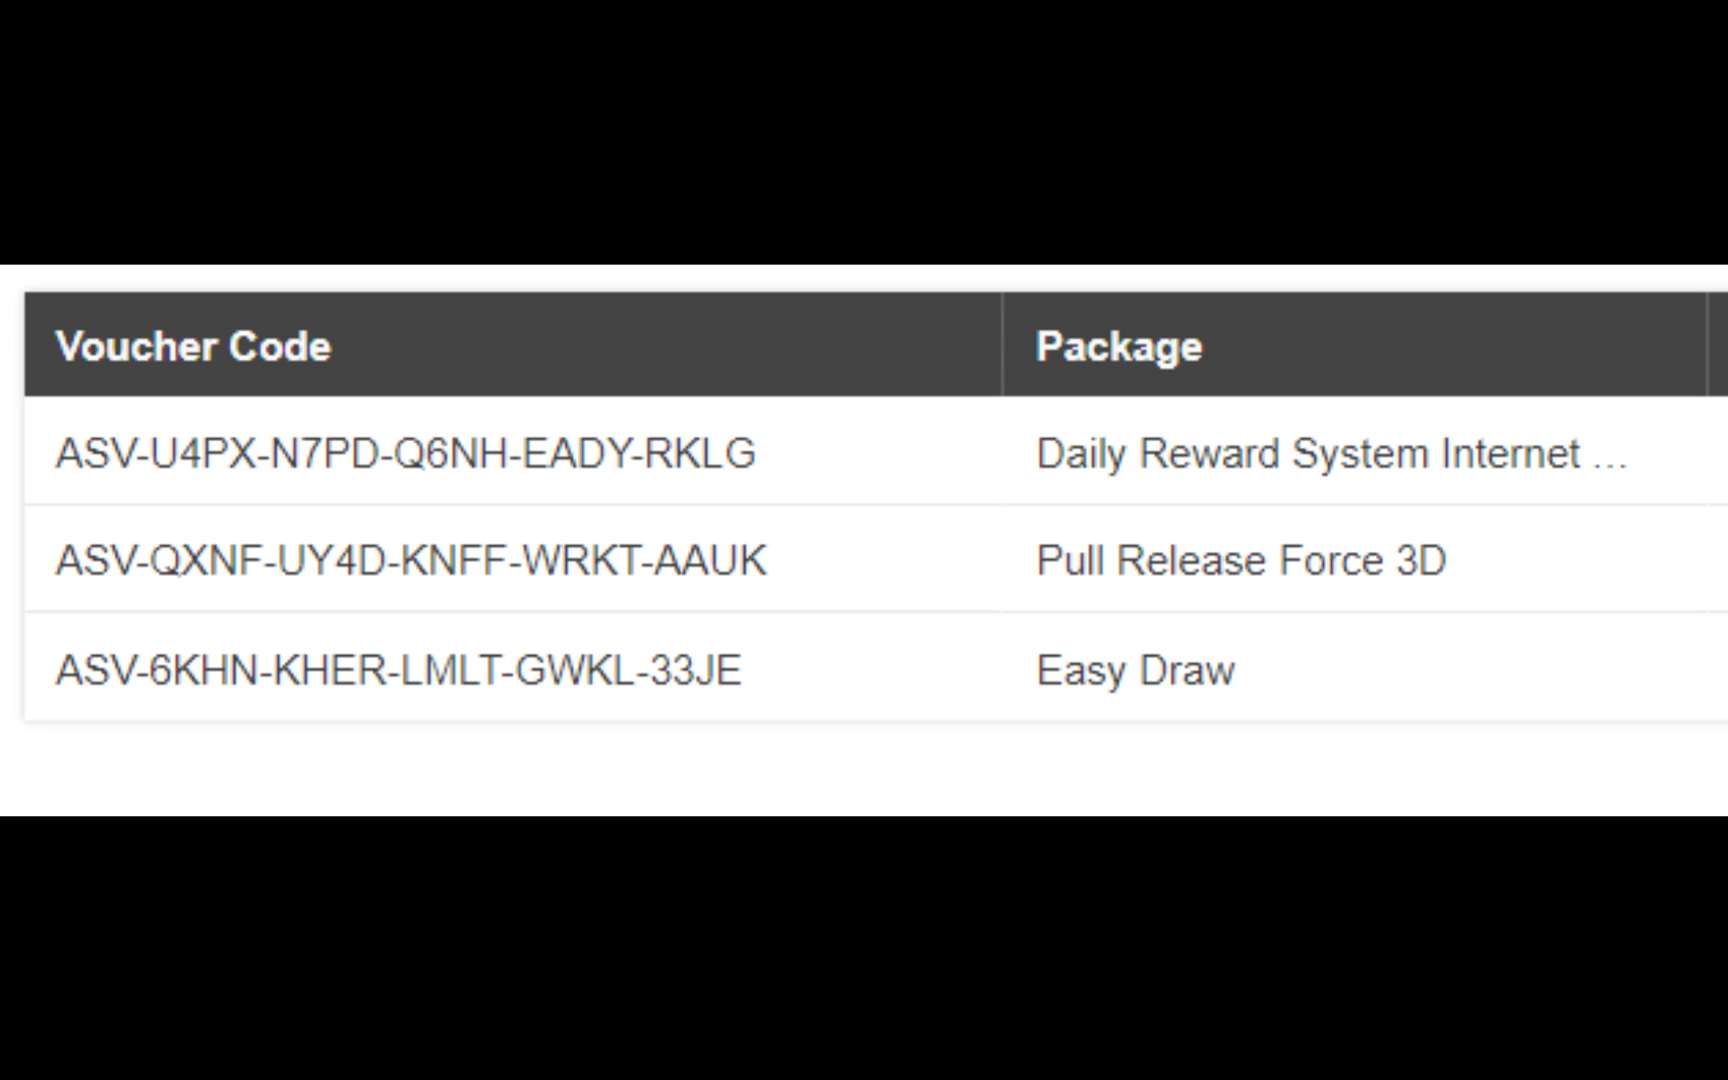 Voucher Code Package
ASV-U4PX-N7PD-Q6NH-EADY-RKLG Daily Reward System Internet ...
ASV-QXNF-UY4D-KNFF-WRKT-AAUK Pull Release Force 3D
ASV-6KHN-KHER-LMLT-GWKL-33JE Easy Draw